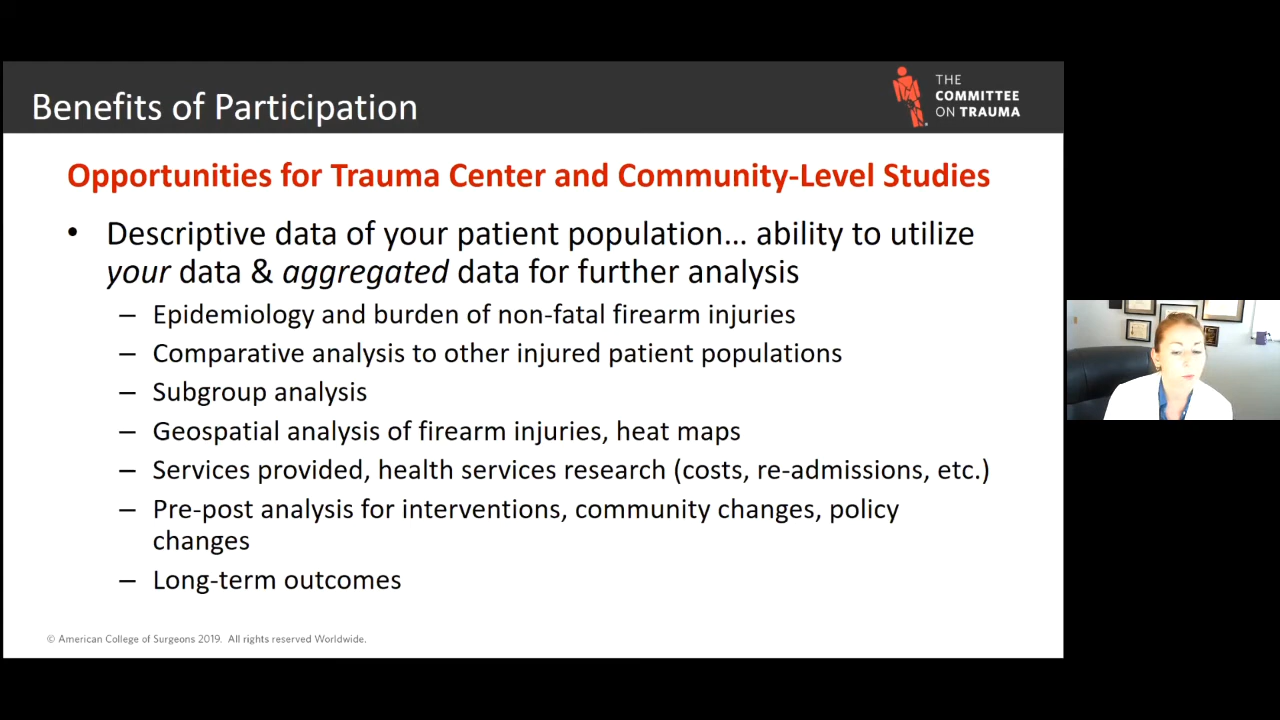 Benefits of Participation
THE
COMMITTEE
ON TRAUMA
Opportunities for Trauma Center and Community-Level Studies
• Descriptive data of your patient population... ability to utilize
your data & aggregated data for further analysis
– Epidemiology and burden of non-fatal firearm injuries
– Comparative analysis to other injured patient populations
– Subgroup analysis
– Geospatial analysis of firearm injuries, heat maps
– Services provided, health services research (costs, re-admissions, etc.)
– Pre-post analysis for interventions, community changes, policy
changes
– Long-term outcomes
© American College of Surgeons 2019. All rights reserved Worldwide.